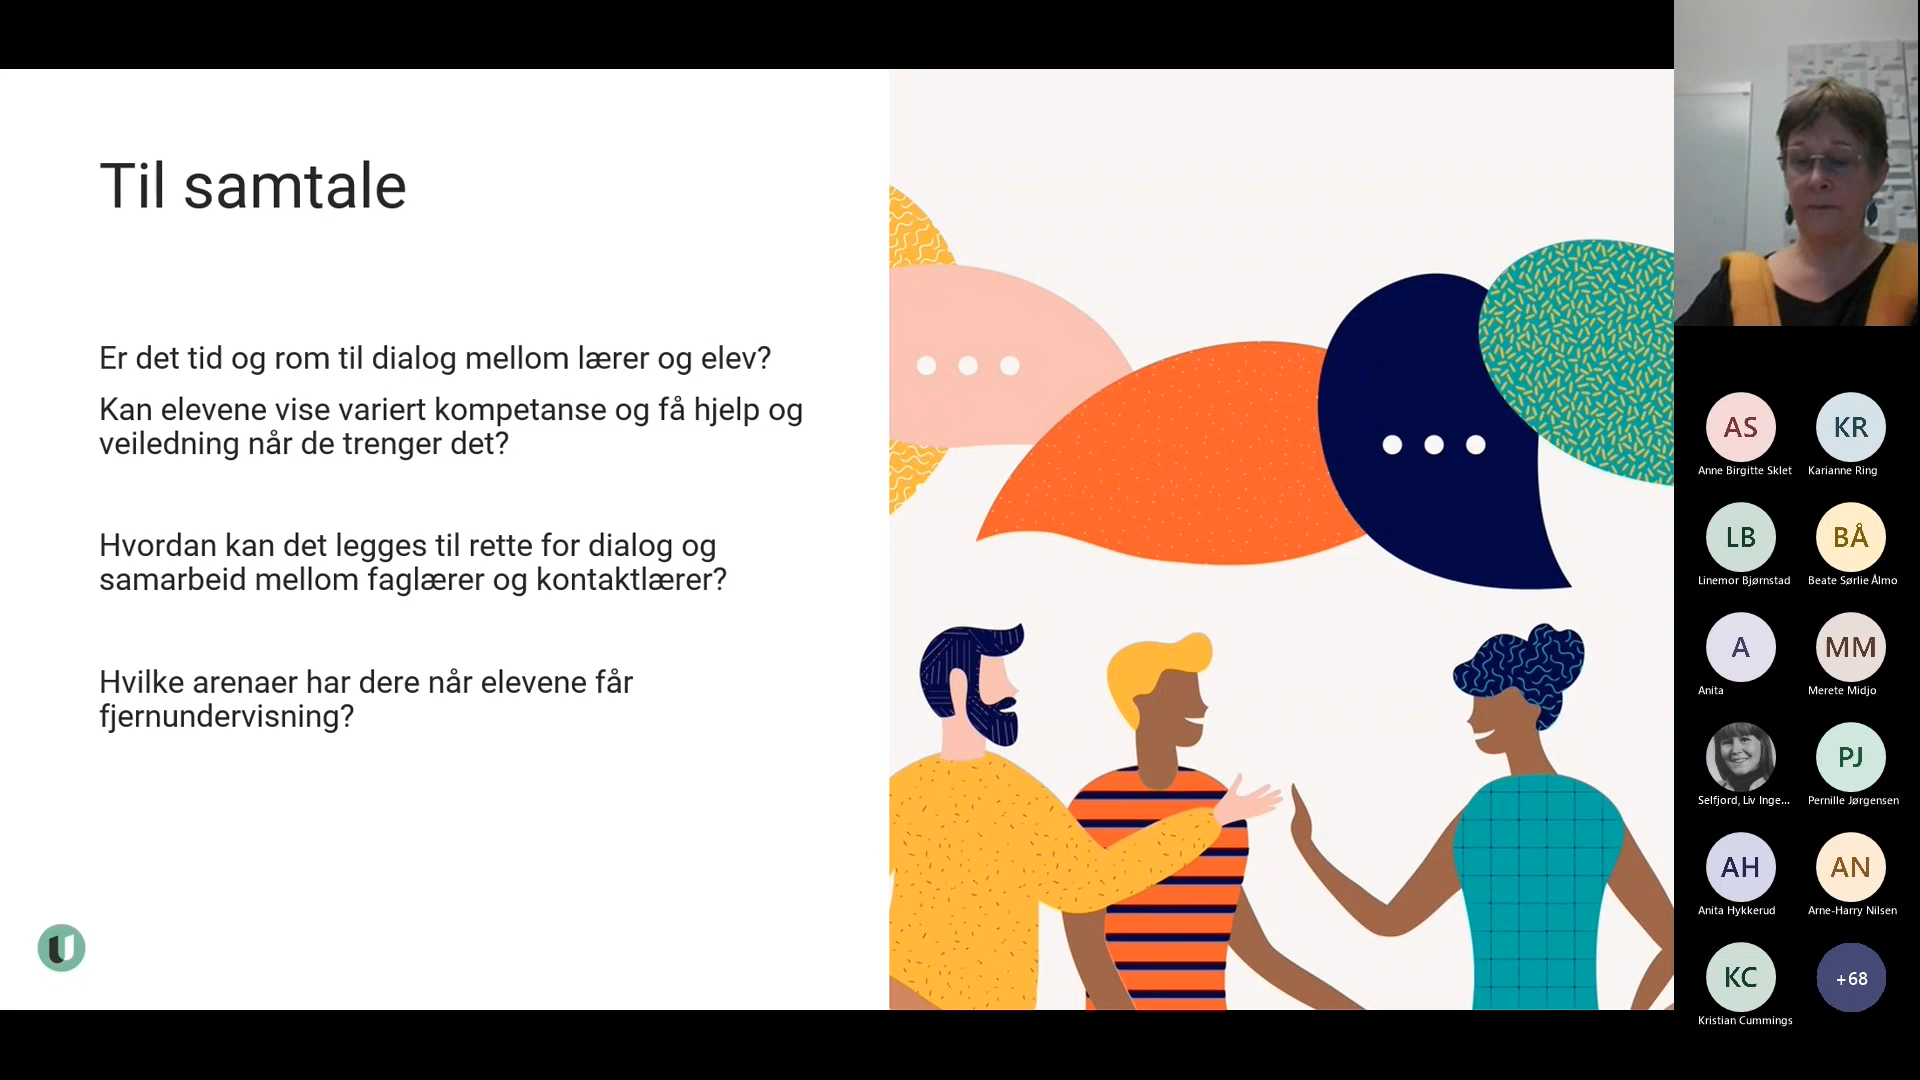 Til samtale
Er det tid og rom til dialog mellom lærer og elev?
Kan elevene vise variert kompetanse og få hjelp og
veiledning når de trenger det?
Hvordan kan det legges til rette for dialog og
samarbeid mellom faglærer og kontaktlærer?
Hvilke arenaer har dere når elevene får
fjernundervisning?
U
AS
KR
Anne Birgitte Sklet
Karianne Ring
LB
BÅ
Linemor Bjørnstad
Beate Sørlie Ålmo
A
MM
Anita
Merete Midjo
PJ
Selfjord, Liv Inge...
Pernille Jørgensen
AH
AN
Anita Hykkerud
Arne-Harry Nilsen
KC
+68
Kristian Cummings